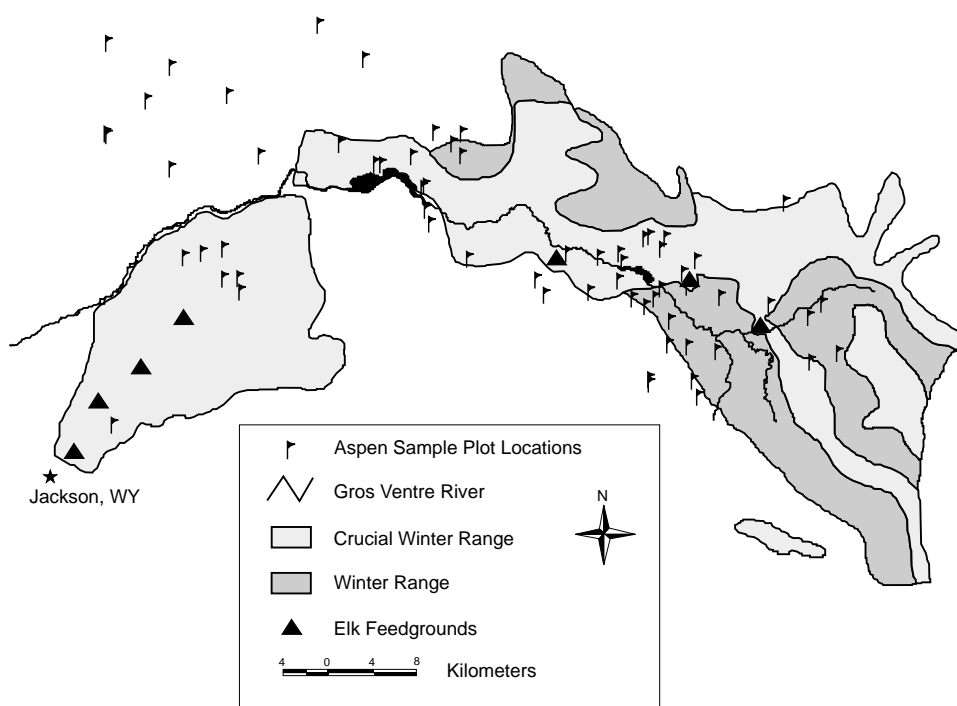 Jackson, WY
Aspen Sample Plot Locations
Gros Ventre River
N
Crucial Winter Range
Winter Range
Elk Feedgrounds
4 0 4 8
Kilometers